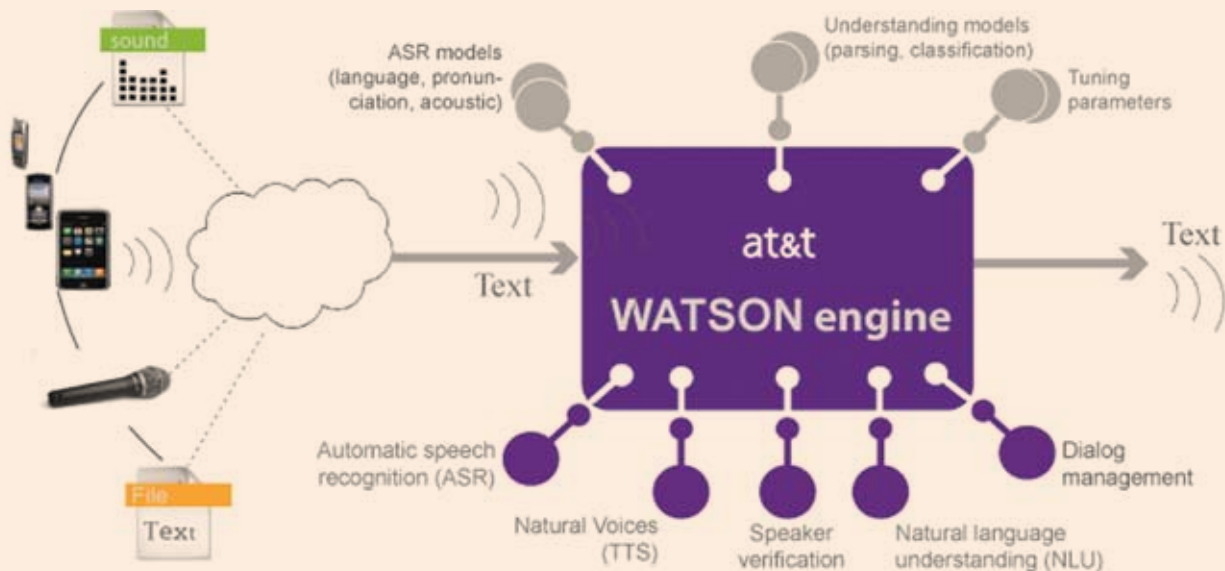 sound
ASR models
(language, pronun-
ciation, acoustic)
Understanding models
(parsing, classification)
Tuning
parameters
Text
at&t
WATSON engine
Text
Automatic speech
recognition (ASR)
Natural Voices
(TTS)
Speaker
verification
Natural language
understanding (NLU)
Dialog
management
File
Text